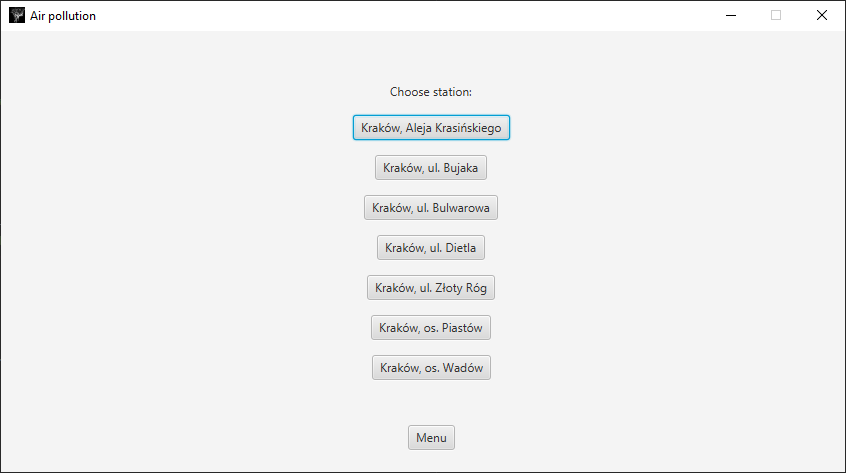 Air pollution
Choose station:
Kraków, Aleja Krasińskiego
Kraków, ul. Bujaka
Kraków, ul. Bulwarowa
Kraków, ul. Dietla
Kraków, ul. Złoty Róg
Kraków, os. Piastów
Kraków, os. Wadów
Menu